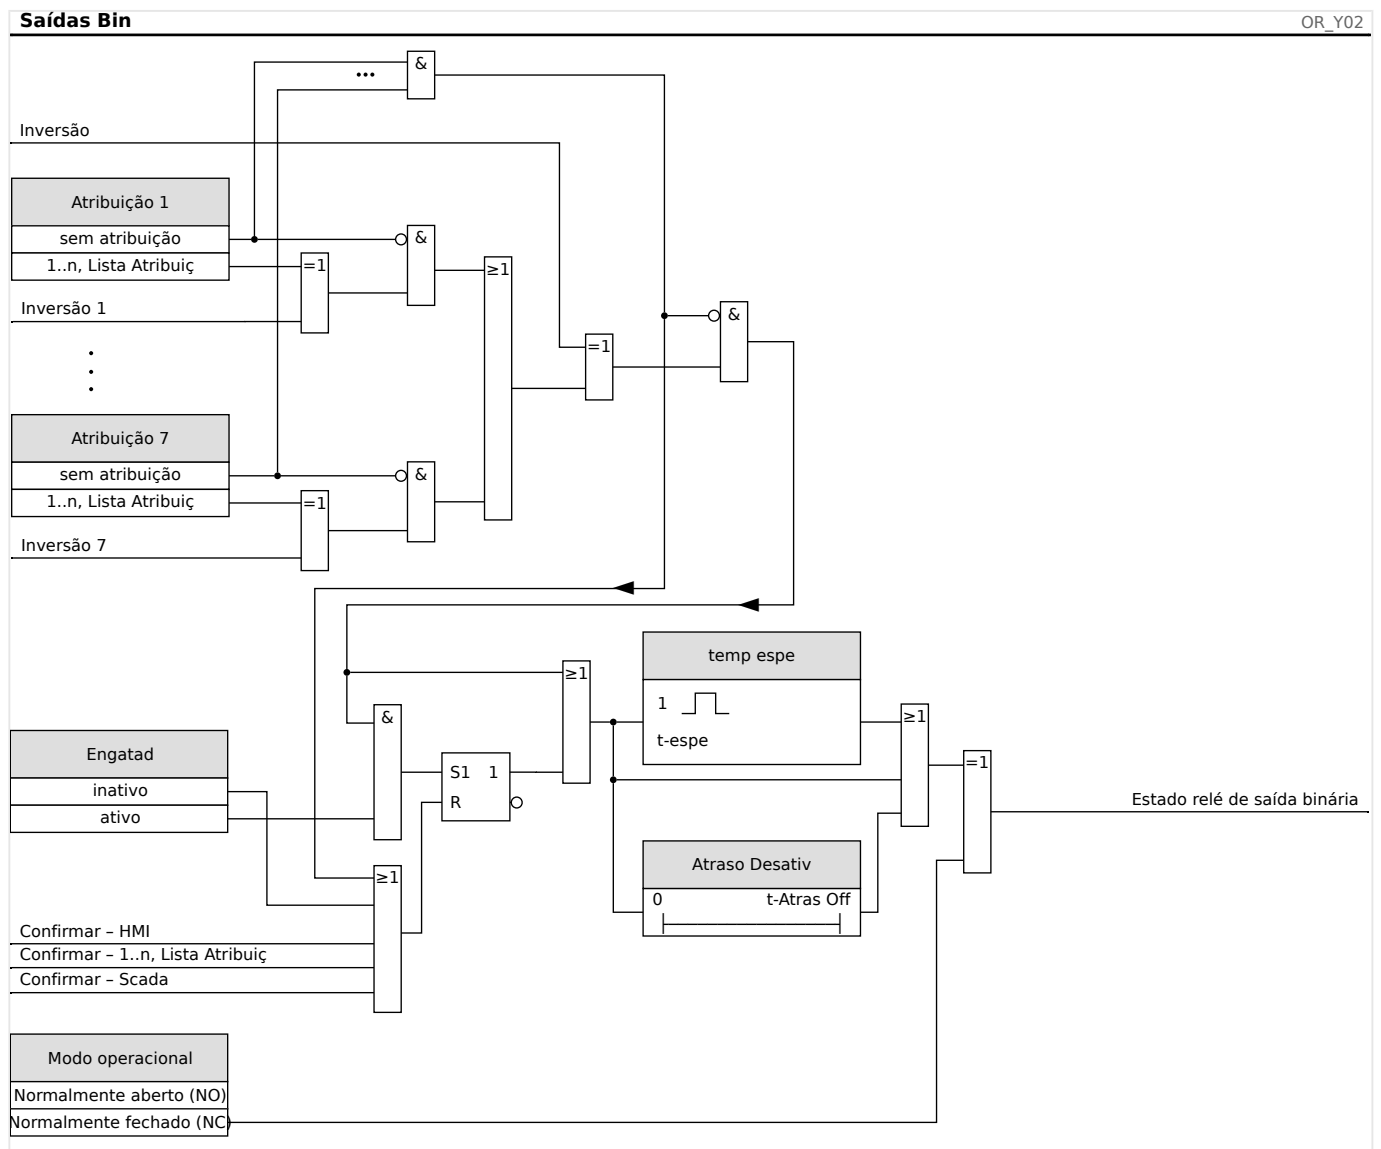 Saídas Bin
OR_Y02
&
Inversão
Atribuição 1
sem atribuição
1..n, Lista Atribuiç
=1
&
≥1
Inversão 1
=1
&
Atribuição 7
sem atribuição
1..n, Lista Atribuiç
=1
&
Inversão 7
temp espe
1
t-espe
≥1
&
Engatad
inativo
ativo
S1 1
R
≥1
=1
Estado relé de saída binária
Atraso Desativ
0 t-Atras Off
≥1
Confirmar – HMI
Confirmar – 1..n, Lista Atribuiç
Confirmar – Scada
Modo operacional
Normalmente aberto (NO)
Normalmente fechado (NC)